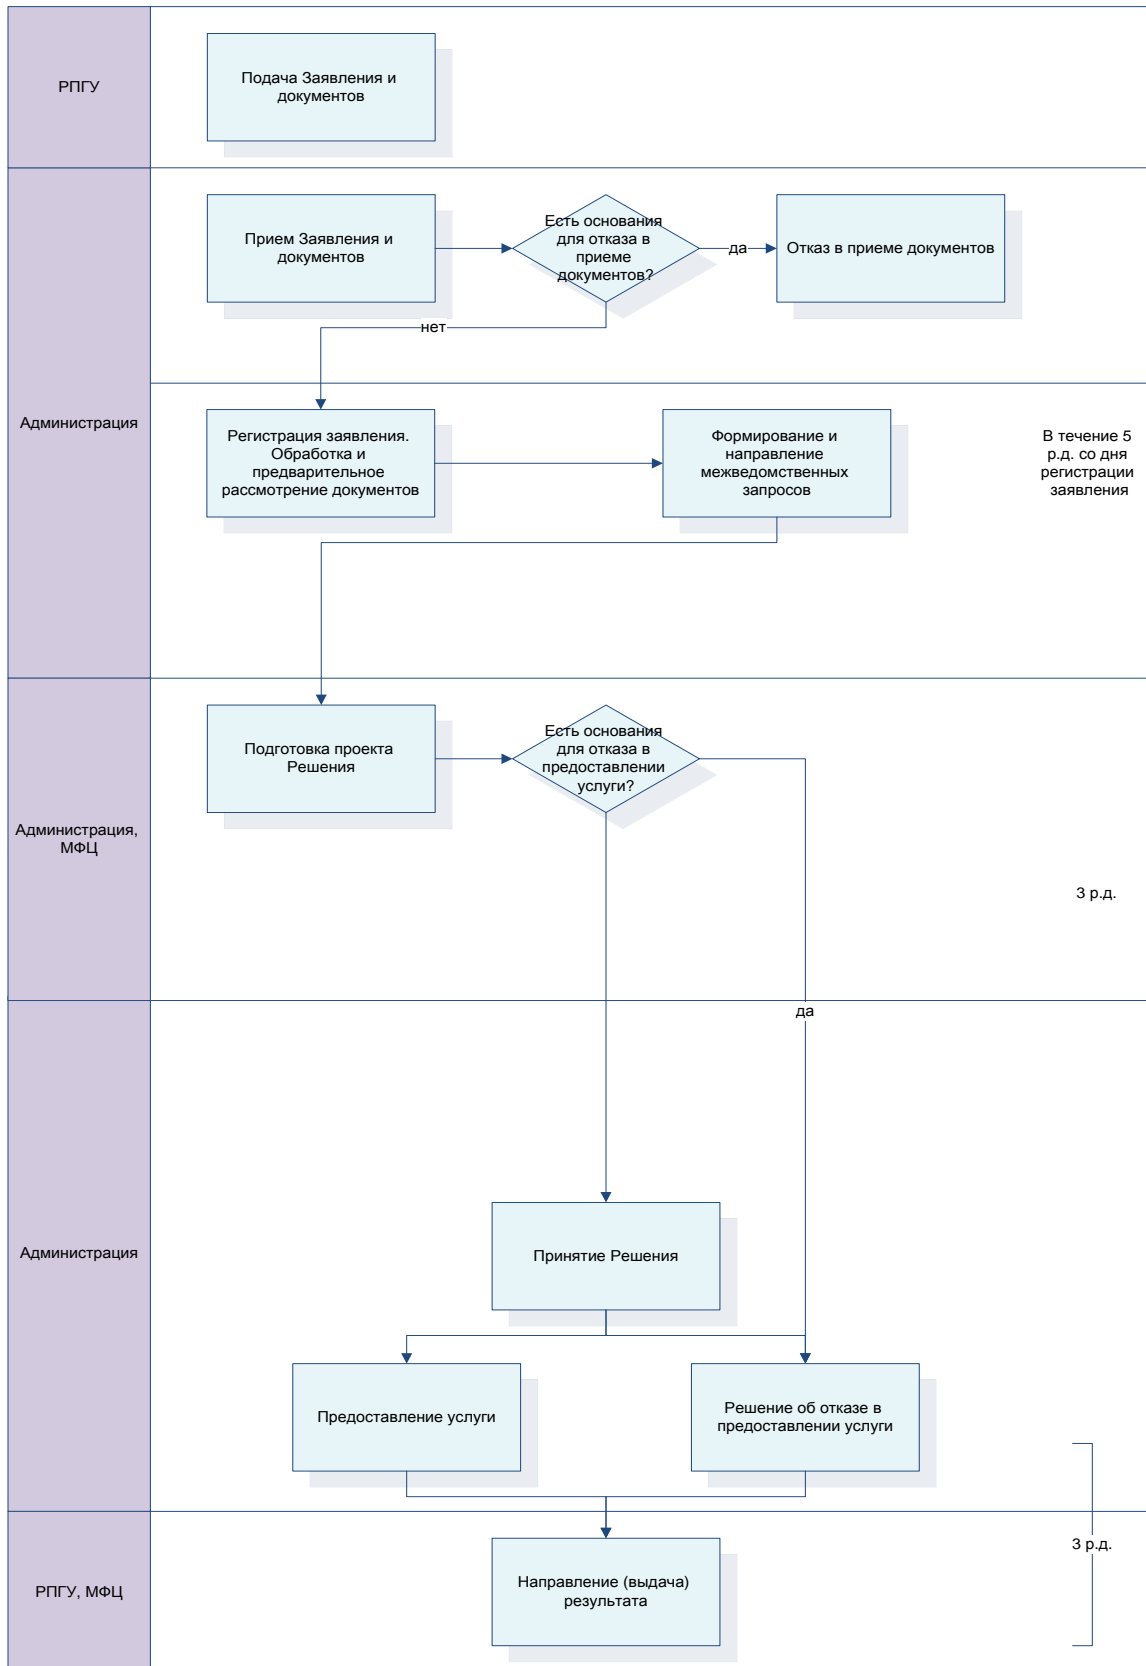 РПГУ
Подача Заявления и
документов
Администрация
Прием Заявления и
документов
Есть основания
для отказа в
приеме
документов?
да
Отказ в приеме документов
нет
Регистрация заявления.
Обработка и
предварительное
рассмотрение документов
Формирование и
направление
межведомственных
запросов
В течение 5
р.д. со дня
регистрации
заявления
Администрация,
МФЦ
Подготовка проекта
Решения
Есть основания
для отказа в
предоставлении
услуги?
3 р.д.
да
Администрация
Принятие Решения
Предоставление услуги
Решение об отказе в
предоставлении услуги
3 р.д.
РПГУ, МФЦ
Направление (выдача)
результата